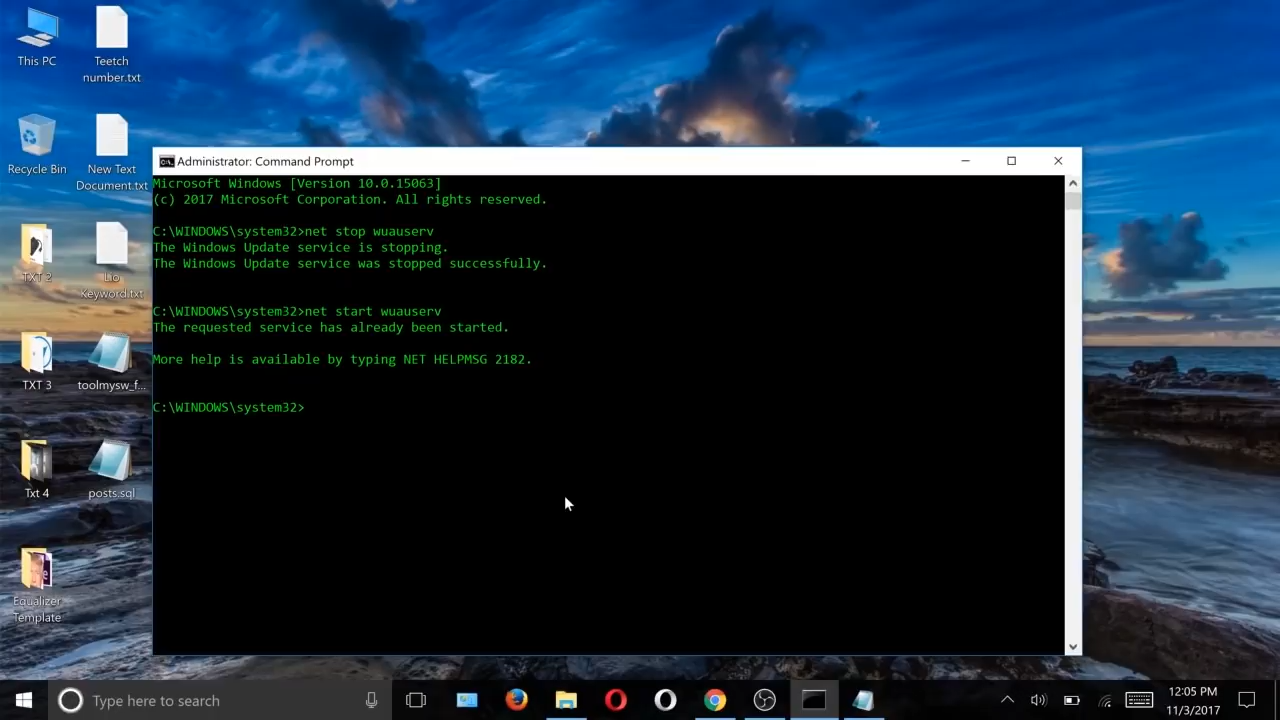 This PC
Teetch
number.txt
Recycle Bin
New Text
Document.txt
TXT 2
Lio
Keyword.txt
TXT 3
toolmysw_f...
Txt 4
posts.sql
Equalizer
Template
Administrator: Command Prompt
Microsoft Windows [Version 10.0.15063]
(c) 2017 Microsoft Corporation. All rights reserved.
C:\WINDOWS\system32>net stop wuauserv
The Windows Update service is stopping.
The Windows Update service was stopped successfully.
C:\WINDOWS\system32>net start wuauserv
The requested service has already been started.
More help is available by typing NET HELPMSG 2182.
C:\WINDOWS\system32>
Type here to search
12:05 PM
11/3/2017